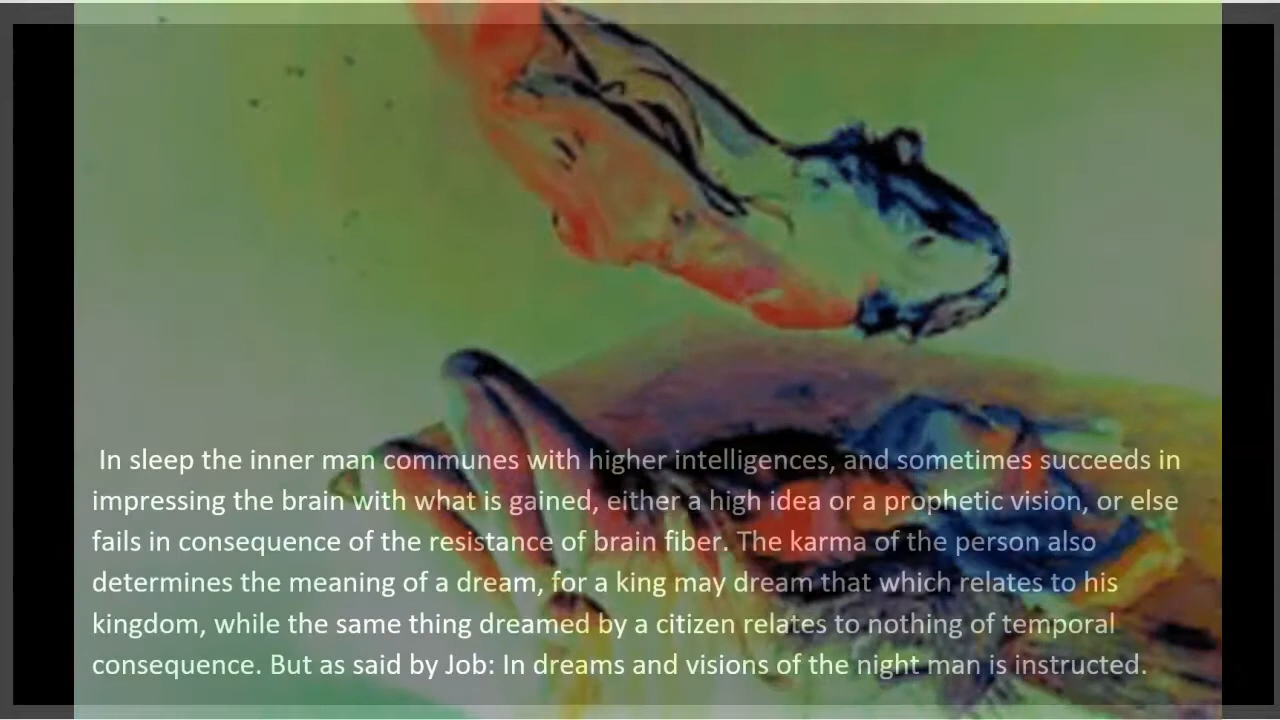 In sleep the inner man communes with higher intelligences, and sometimes succeeds in
impressing the brain with what is gained, either a high idea or a prophetic vision, or else
fails in consequence of the resistance of brain fiber. The karma of the person also
determines the meaning of a dream, for a king may dream that which relates to his
kingdom, while the same thing dreamed by a citizen relates to nothing of temporal
consequence. But as said by Job: In dreams and visions of the night man is instructed.